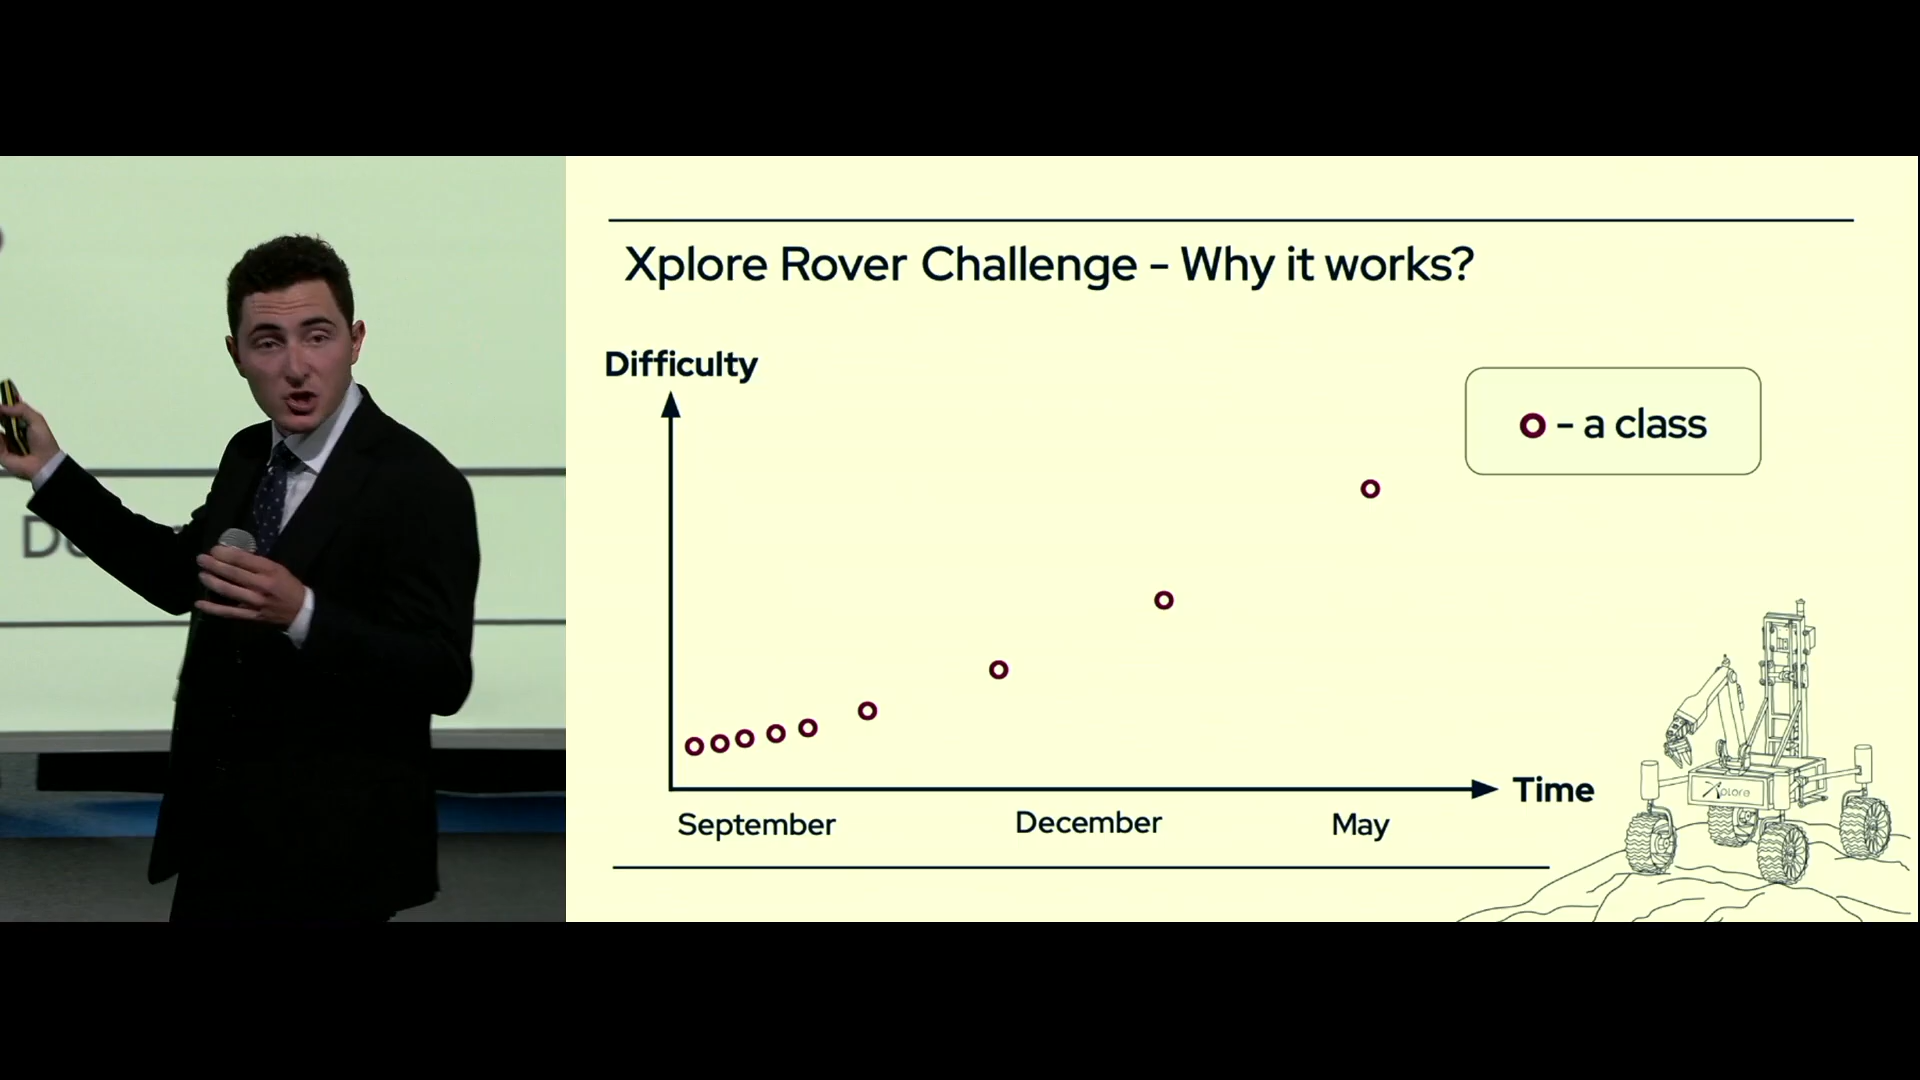 Xplore Rover Challenge - Why it works?
Difficulty
- a class
Time
September
December
May
Xplore